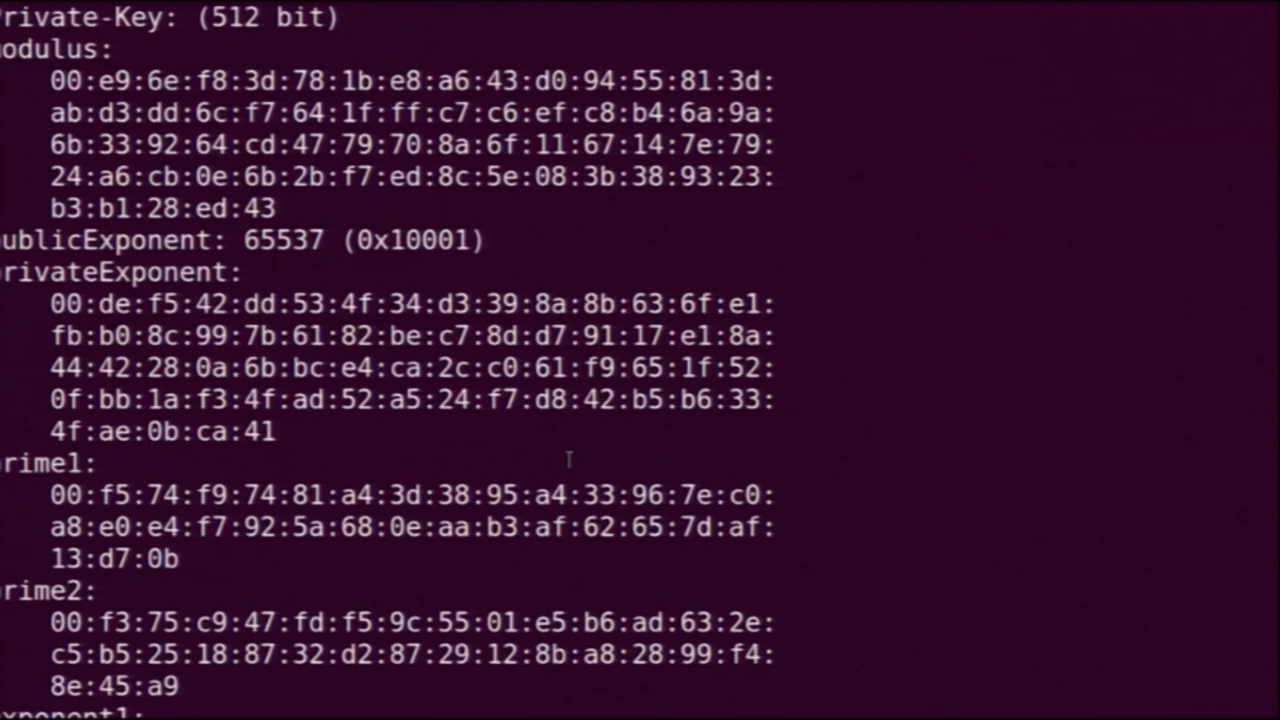 rivate-Key: (512 bit)
odulus:
00:e9:6e:f8:3d:78:1b:e8:a6:43:d0:94:55:81:3d:
ab:d3:dd:6c:f7:64:1f:ff:c7:c6:ef:c8:b4:6a:9a:
6b:33:92:64:cd:47:79:70:8a:6f:11:67:14:7e:79:
24:a6:cb:0e:6b:2b:f7:ed:8c:5e:08:3b:38:93:23:
b3:b1:28:ed:43
ublicExponent: 65537 (0x10001)
rivateExponent:
00:de:f5:42:dd:53:4f:34:d3:39:8a:8b:63:6f:e1:
fb:b0:8c:99:7b:61:82:be:c7:8d:d7:91:17:e1:8a:
44:42:28:0a:6b:bc:e4:ca:2c:c0:61:f9:65:1f:52:
0f:bb:1a:f3:4f:ad:52:a5:24:f7:d8:42:b5:b6:33:
4f:ae:0b:ca:41
rime1:
00:f5:74:f9:74:81:a4:3d:38:95:a4:33:96:7e:c0:
a8:e0:e4:f7:92:5a:68:0e:aa:b3:af:62:65:7d:af:
13:d7:0b
rime2:
00:f3:75:c9:47:fd:f5:9c:55:01:e5:b6:ad:63:2e:
c5:b5:25:18:87:32:d2:87:29:12:8b:a8:28:99:f4:
8e:45:a9
exponent1: